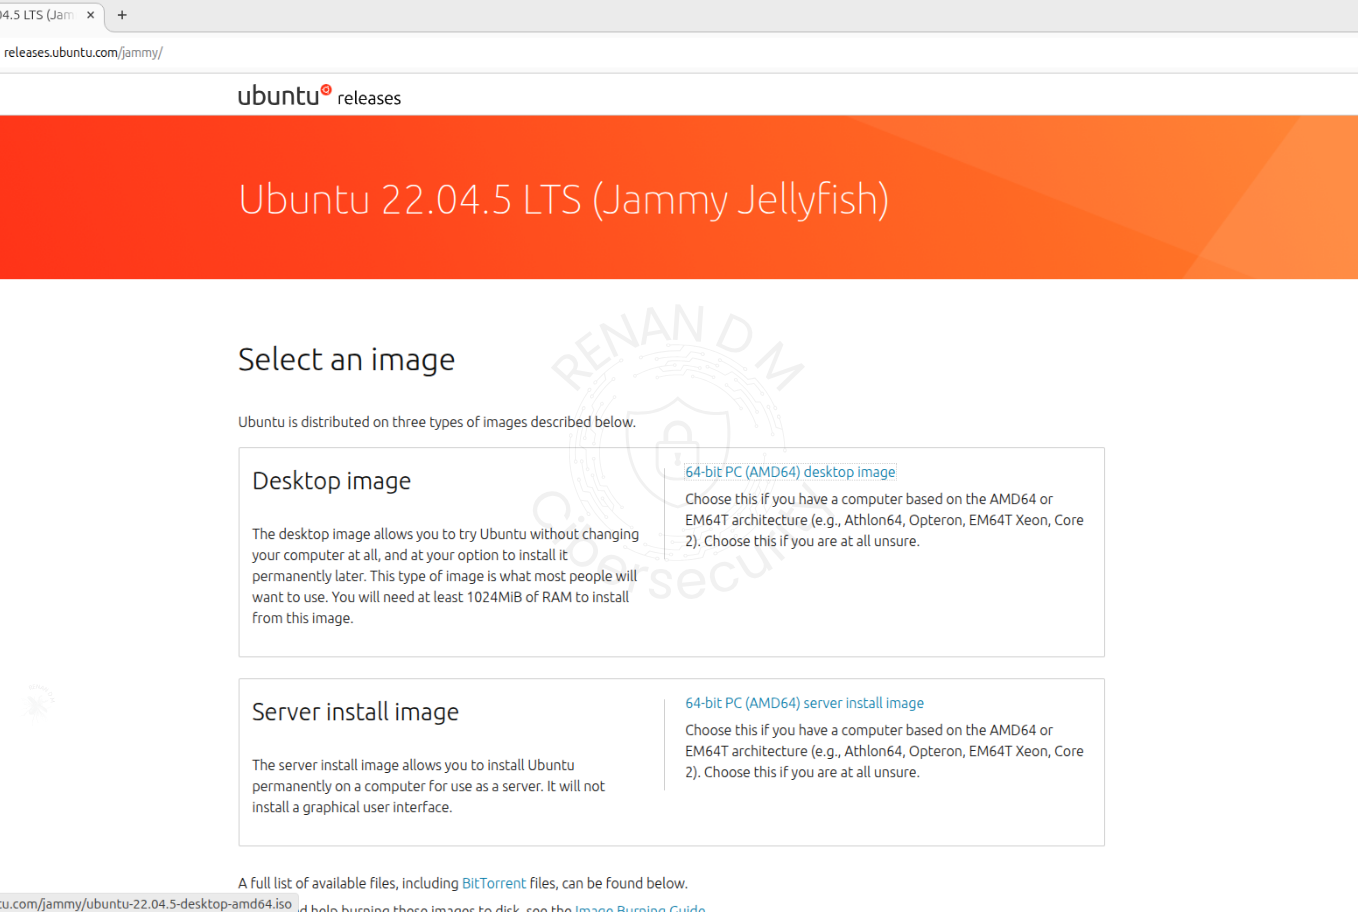 04.5 LTS (Jam
releases.ubuntu.com/jammy/
ubuntu releases
Ubuntu 22.04.5 LTS (Jammy Jellyfish)
RENAN D M
Cibersecurity
Select an image
Ubuntu is distributed on three types of images described below.
Desktop image
The desktop image allows you to try Ubuntu without changing
your computer at all, and at your option to install it
permanently later. This type of image is what most people will
want to use. You will need at least 1024MiB of RAM to install
from this image.
64-bit PC (AMD64) desktop image
Choose this if you have a computer based on the AMD64 or
EM64T architecture (e.g., Athlon64, Opteron, EM64T Xeon, Core
2). Choose this if you are at all unsure.
Server install image
The server install image allows you to install Ubuntu
permanently on a computer for use as a server. It will not
install a graphical user interface.
64-bit PC (AMD64) server install image
Choose this if you have a computer based on the AMD64 or
EM64T architecture (e.g., Athlon64, Opteron, EM64T Xeon, Core
2). Choose this if you are at all unsure.
A full list of available files, including BitTorrent files, can be found below.
tu.com/jammy/ubuntu-22.04.5-desktop-amd64.iso
help burning these images to disk, see the Image Burning Guide